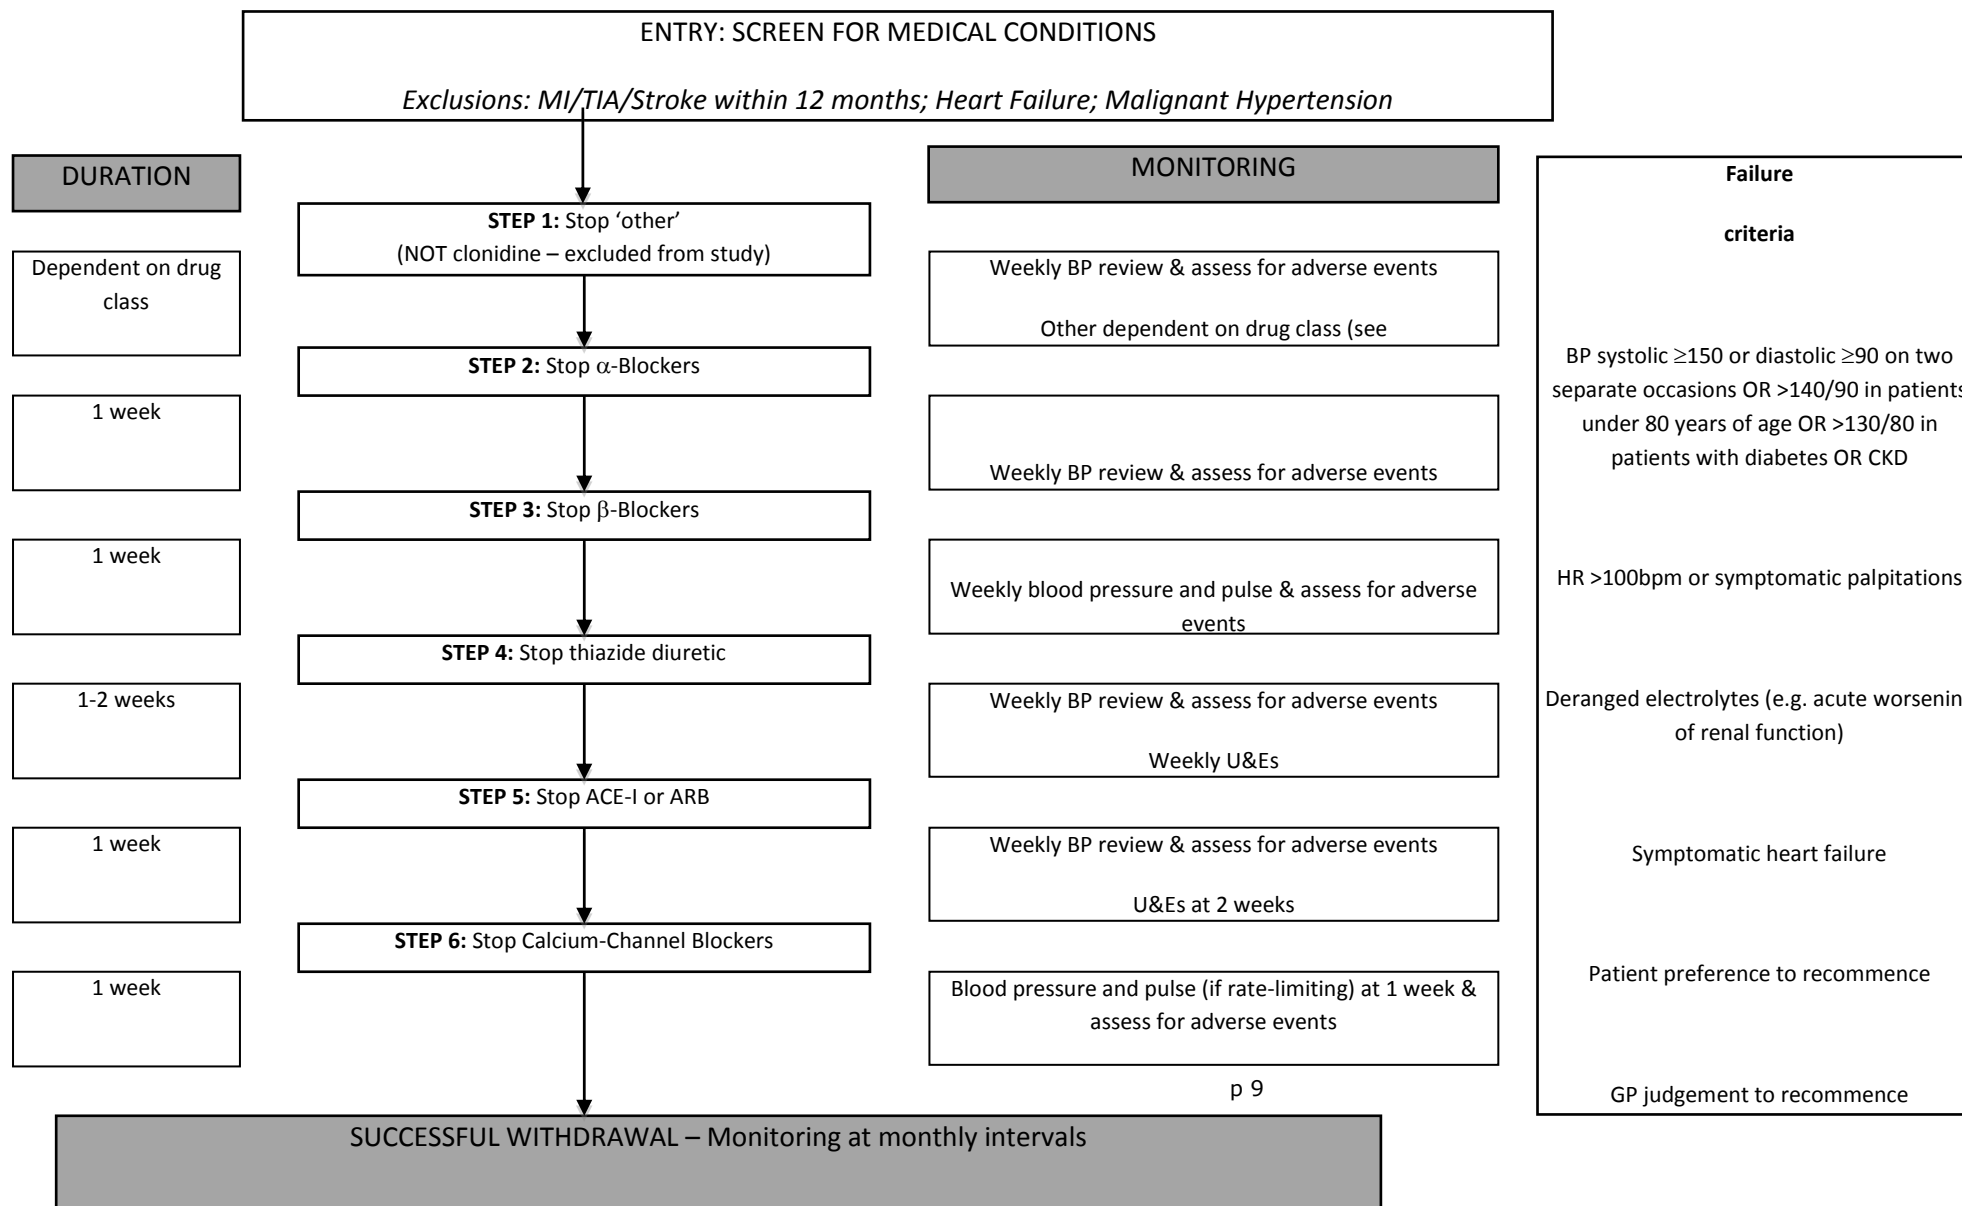 ENTRY: SCREEN FOR MEDICAL CONDITIONS
Exclusions: MI/TIA/Stroke within 12 months; Heart Failure; Malignant Hypertension
DURATION
MONITORING
Failure
criteria
STEP 1: Stop ‘other’
(NOT clonidine – excluded from study)
Dependent on drug
class
Weekly BP review & assess for adverse events
Other dependent on drug class (see
STEP 2: Stop α-Blockers
1 week
Weekly BP review & assess for adverse events
STEP 3: Stop β-Blockers
1 week
Weekly blood pressure and pulse & assess for adverse
events
STEP 4: Stop thiazide diuretic
1-2 weeks
Weekly BP review & assess for adverse events
Weekly U&Es
STEP 5: Stop ACE-I or ARB
1 week
Weekly BP review & assess for adverse events
U&Es at 2 weeks
STEP 6: Stop Calcium-Channel Blockers
1 week
Blood pressure and pulse (if rate-limiting) at 1 week &
assess for adverse events
BP systolic ≥150 or diastolic ≥90 on two
separate occasions OR >140/90 in patients
under 80 years of age OR >130/80 in
patients with diabetes OR CKD
HR >100bpm or symptomatic palpitations
Deranged electrolytes (e.g. acute worsenin
of renal function)
Symptomatic heart failure
Patient preference to recommence
GP judgement to recommence
p 9
SUCCESSFUL WITHDRAWAL – Monitoring at monthly intervals